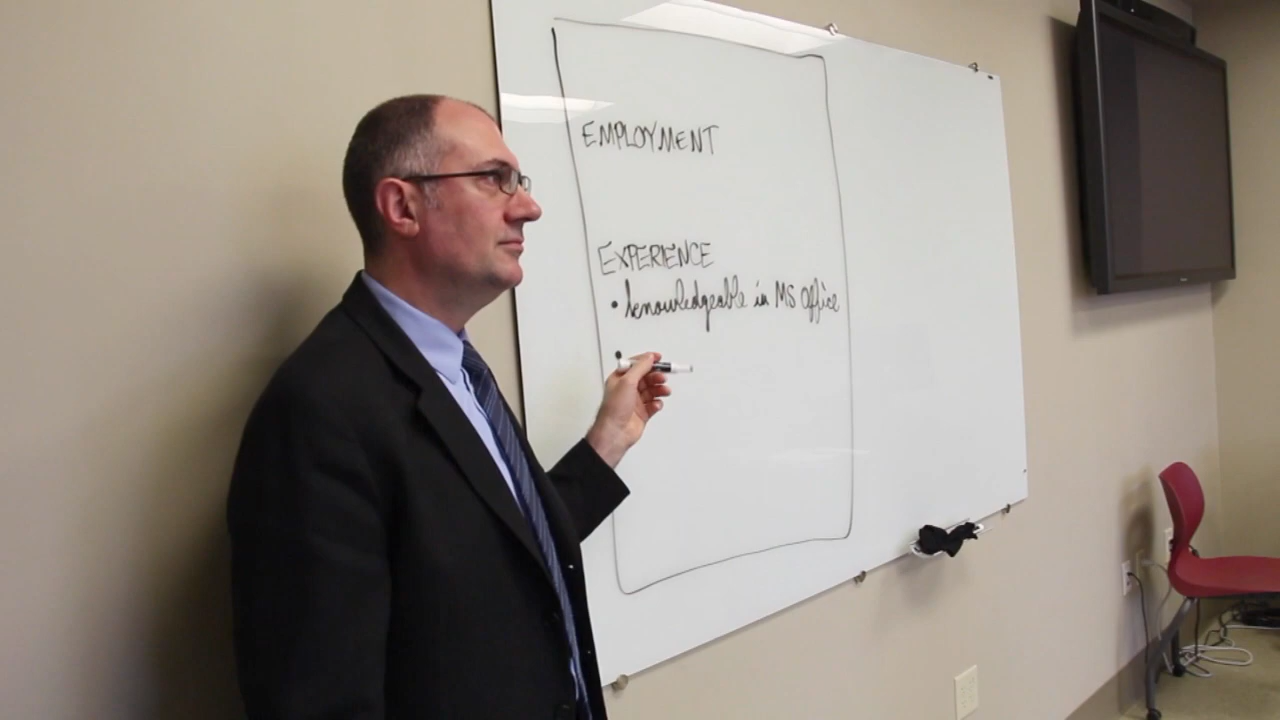 EMPLOYMENT
EXPERIENCE
• knowledgeable in MS office
•